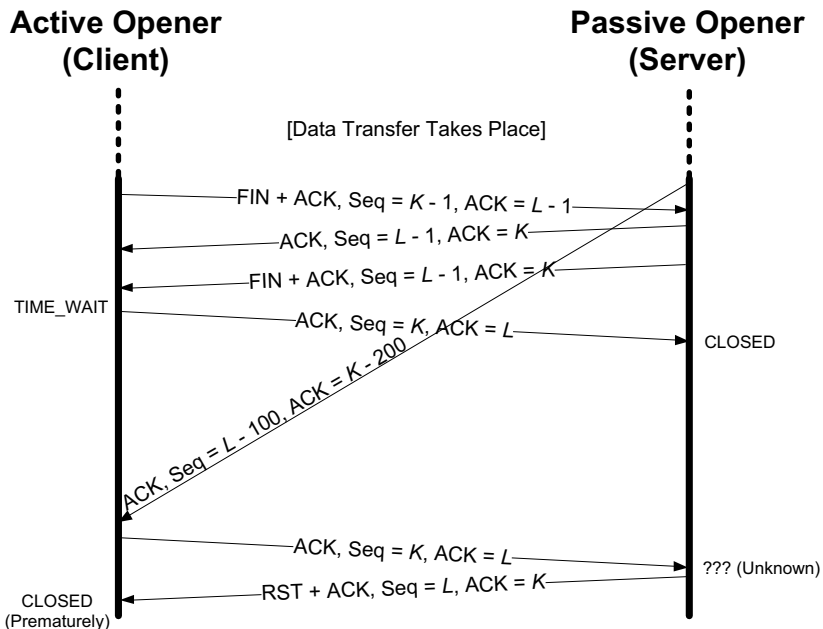 Active Opener
(Client)
Passive Opener
(Server)
[Data Transfer Takes Place]
FIN + ACK, Seq = K - 1, ACK = L - 1
ACK, Seq = L - 1, ACK = K
FIN + ACK, Seq = L - 1, ACK = K
TIME_WAIT
ACK, Seq = K, ACK = L
CLOSED
ACK, Seq = L - 100, ACK = K - 200
ACK, Seq = K, ACK = L
??? (Unknown)
RST + ACK, Seq = L, ACK = K
CLOSED
(Prematurely)